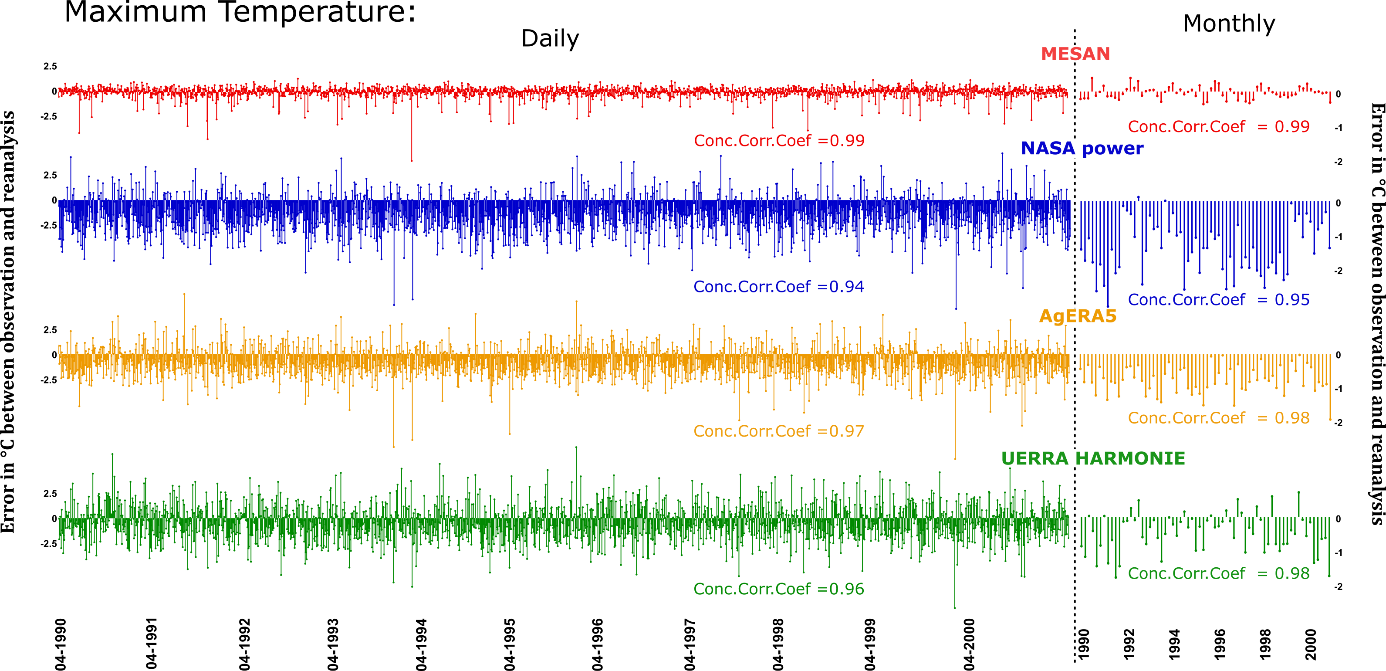 Maximum Temperature:
Daily
Monthly
Error in °C between observation and reanalysis
Error in °C between observation and reanalysis
MESAN
2.5
0
-2.5
0
-1
-2
Conc.Corr.Coef =0.99
Conc.Corr.Coef = 0.99
NASA power
2.5
0
-2.5
0
-1
-2
Conc.Corr.Coef =0.94
Conc.Corr.Coef = 0.95
AgERA5
2.5
0
-2.5
0
-1
-2
Conc.Corr.Coef =0.97
Conc.Corr.Coef = 0.98
UERRA HARMONIE
2.5
0
-2.5
0
-1
-2
Conc.Corr.Coef =0.96
Conc.Corr.Coef = 0.98
04-1990
04-1991
04-1992
04-1993
04-1994
04-1995
04-1996
04-1997
04-1998
04-1999
04-2000
1990
1992
1994
1996
1998
2000